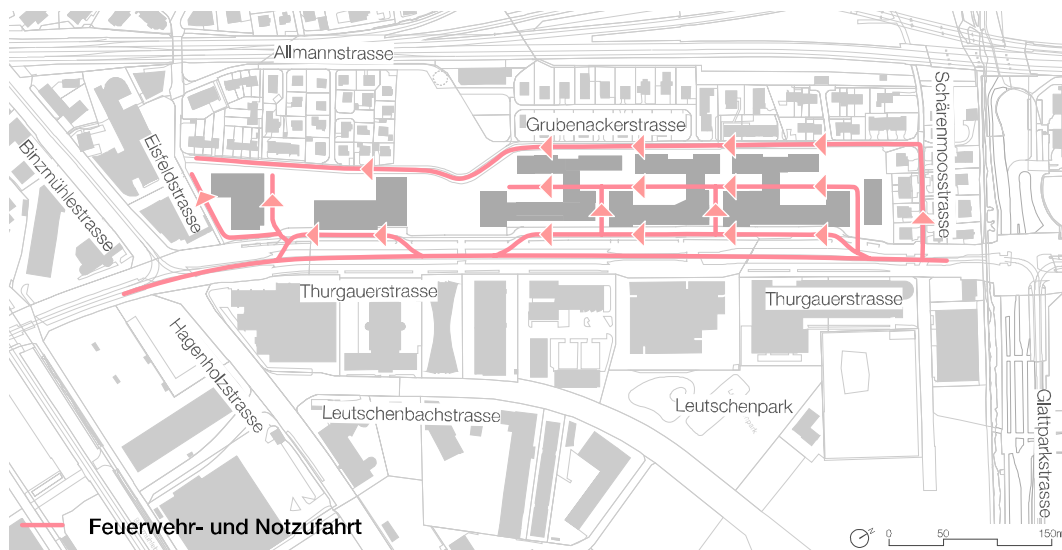 Allmannstrasse
Schärenmoosstrasse
Grubenackerstrasse
Binzmühlestrasse
Eisfeldstrasse
Thurgauerstrasse
Thurgauerstrasse
Hagenholzstrasse
Leutschenbachstrasse
Leutschenpark
Glattparkstrasse
Feuerwehr- und Notzufahrt
N
0 50 150m